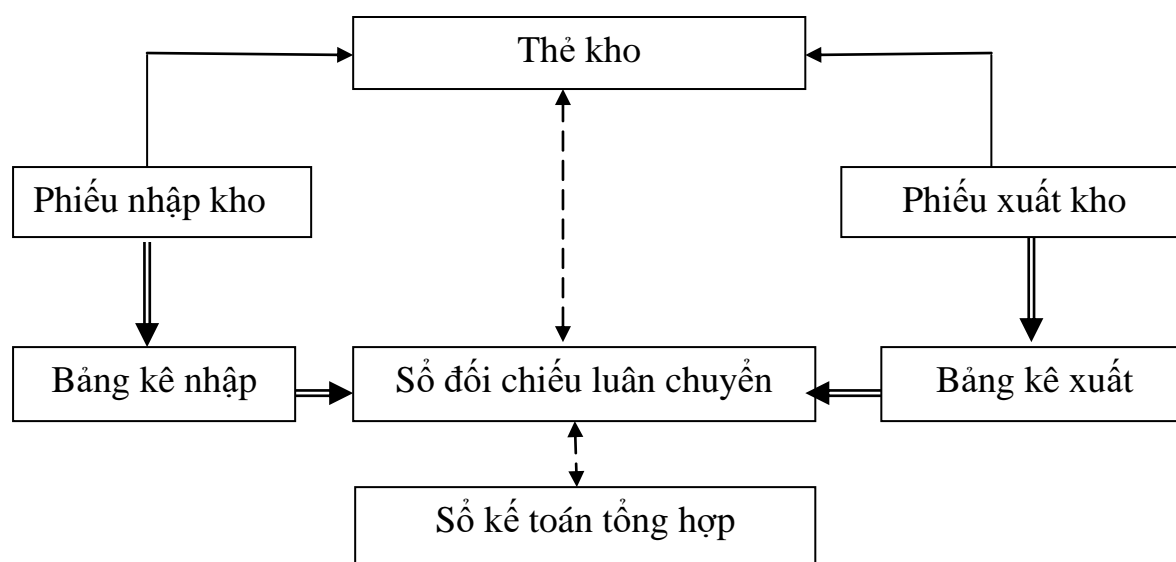 Thẻ kho
Phiếu nhập kho
Phiếu xuất kho
Bảng kê nhập
Sổ đối chiếu luân chuyển
Bảng kê xuất
Sổ kế toán tổng hợp